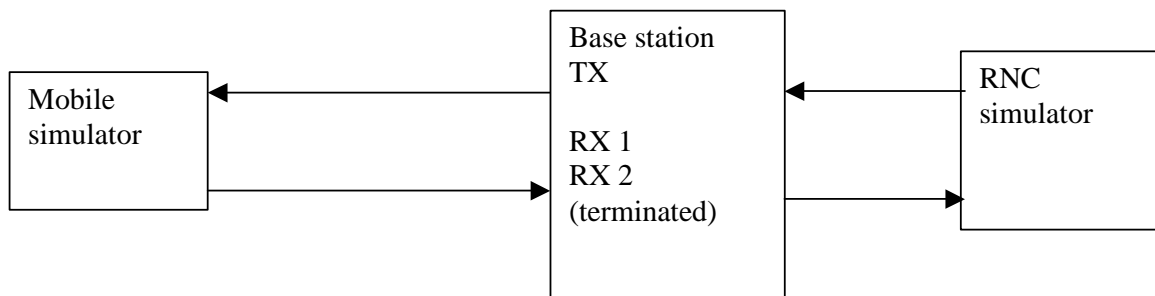 Mobile
simulator
Base station
TX
RX 1
RX 2
(terminated)
RNC
simulator